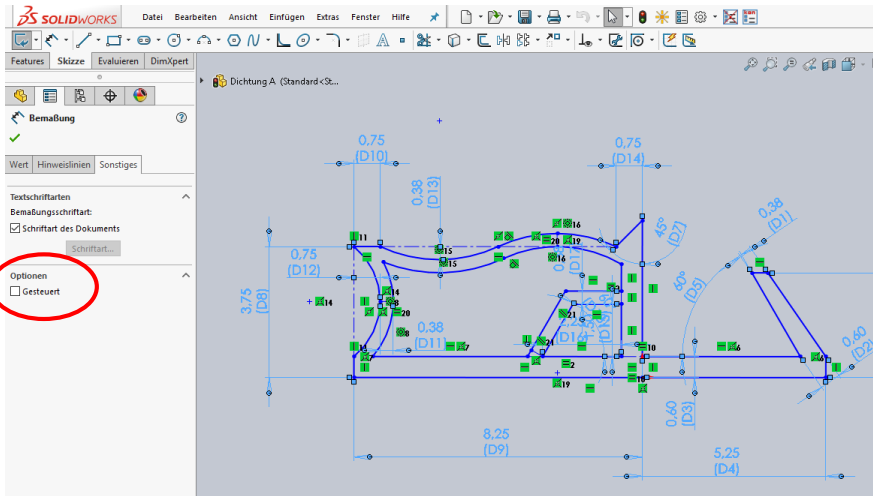 SOLIDWORKS
Datei Bearbeiten Ansicht Einfügen Extras Fenster Hilfe
Features Skizze Evaluieren DimXpert
Dichtung A (Standard<St...
Bemaßung
Wert Hinweislinien Sonstiges
Textschriftarten
Bemaßungsschriftart:
Schriftart des Dokuments
Schriftart...
Optionen
Gesteuert
0,75
(D10)
0,75
(D14)
0,38
(D13)
45°
(D7)
0,38
(D1)
0,75
(D12)
60°
(D5)
3,75
(D8)
0,38
(D11)
0,60
(D2)
0,60
(D3)
8,25
(D9)
5,25
(D4)